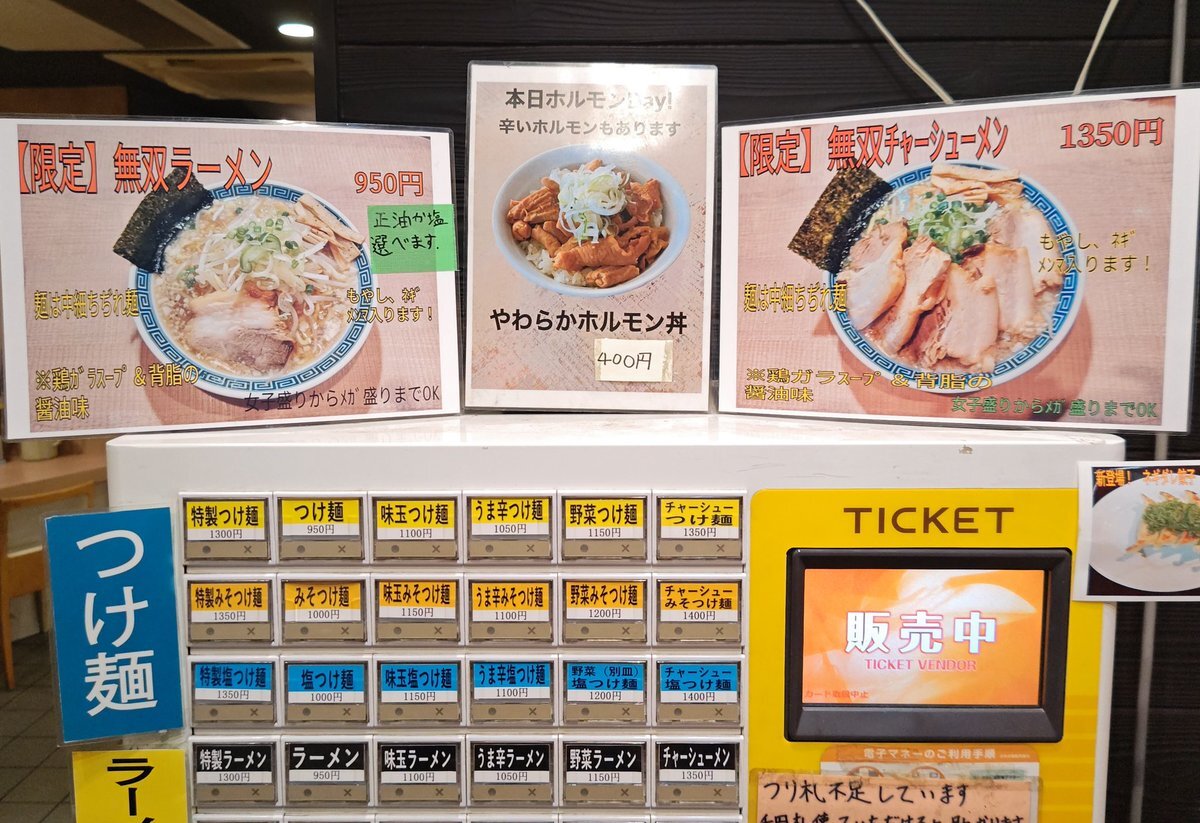 【限定】無双ラーメン
950円
正油か塩
選べます。
麺は中細ちぢれ麺
もやし、ﾈｷﾞ
ﾒﾝﾏ入ります！
※鶏ｶﾞﾗｽｰﾌﾟ＆背脂の
醤油味
女子盛りからﾒｶﾞ盛りまでOK
本日ホルモンDay!
辛いホルモンもあります
やわらかホルモン丼
400円
【限定】無双チャーシューメン
1350円
もやし、ﾈｷﾞ
ﾒﾝﾏ入ります！
麺は中細ちぢれ麺
※鶏ガラｽｰﾌﾟ＆背脂の
醤油味
女子盛りからﾒｶﾞ盛りまでOK
新登場！ ネギダレ餃子
つけ麺
ラー
特製つけ麺
1300円
つけ麺
950円
味玉つけ麺
1100円
うま辛つけ麺
1050円
野菜つけ麺
1150円
チャーシュー
つけ麺
1350円
特製みそつけ麺
1350円
みそつけ麺
1000円
味玉みそつけ麺
1150円
うま辛みそつけ麺
1100円
野菜みそつけ麺
1200円
チャーシュー
みそつけ麺
1400円
特製塩つけ麺
1350円
塩つけ麺
1000円
味玉塩つけ麺
1150円
うま辛塩つけ麺
1100円
野菜（別皿）
塩つけ麺
1200円
チャーシュー
塩つけ麺
1400円
特製ラーメン
1300円
ラーメン
950円
味玉ラーメン
1100円
うま辛ラーメン
1050円
野菜ラーメン
1150円
チャーシューメン
1350円
TICKET
販売中
TICKET VENDOR
カード取扱中止
電子マネーのご利用手順
つり札不足しています